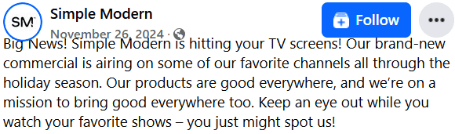 SM
Simple Modern
November 26, 2024 ·
Follow
Big News! Simple Modern is hitting your TV screens! Our brand-new
commercial is airing on some of our favorite channels all through the
holiday season. Our products are good everywhere, and we're on a
mission to bring good everywhere too. Keep an eye out while you
watch your favorite shows – you just might spot us!